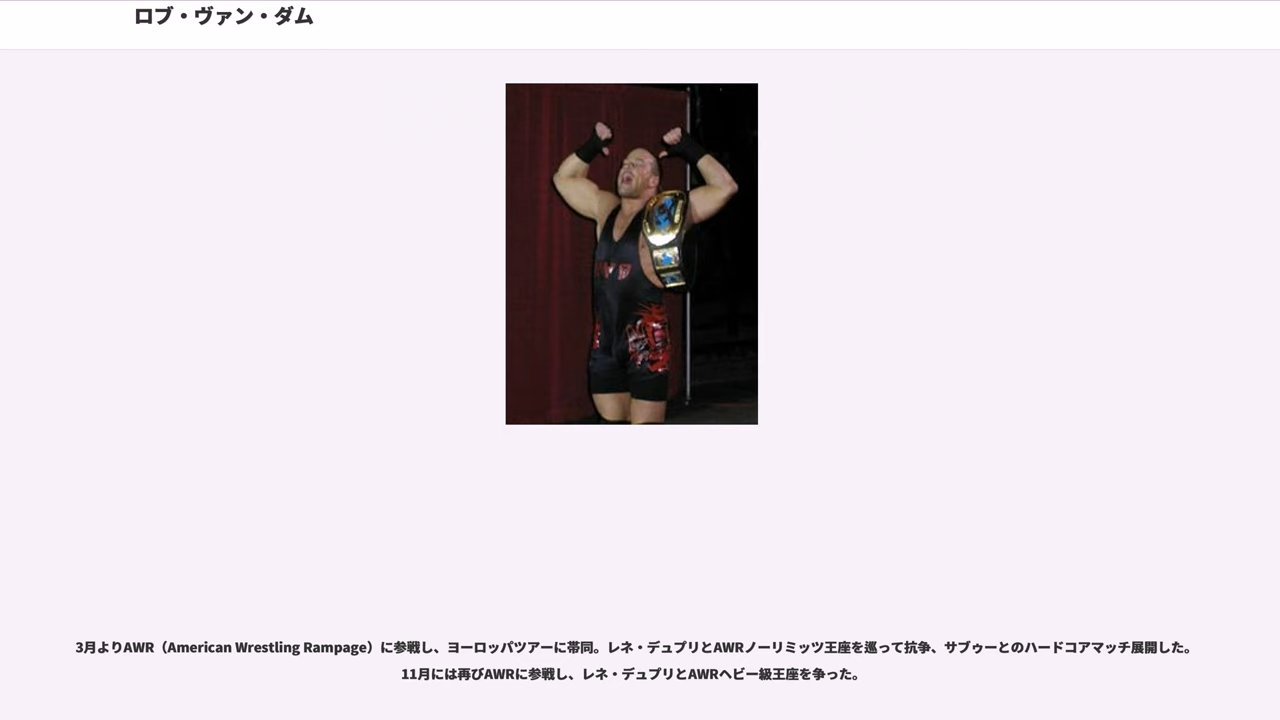 ロブ・ヴァン・ダム
3月よりAWR（American Wrestling Rampage）に参戦し、ヨーロッパツアーに帯同。レネ・デュプリとAWRノーリミッツ王座を巡って抗争、サブゥーとのハードコアマッチ展開した。
11月には再びAWRに参戦し、レネ・デュプリとAWRヘビー級王座を争った。